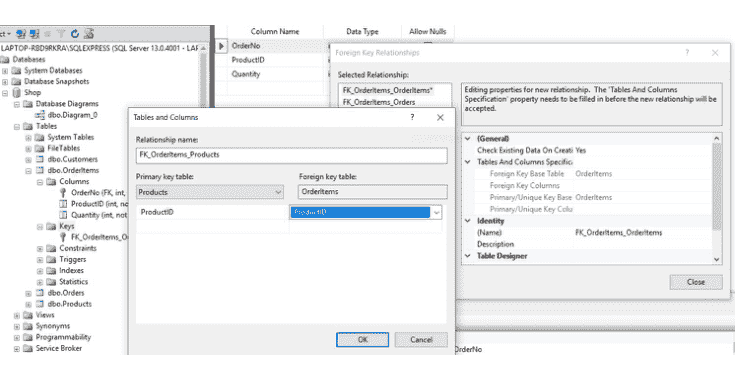 Column Name Data Type Allow Nulls
OrderNo
ProductID
Quantity
LAPTOP-RBD9RKRA\SQLEXPRESS (SQL Server 13.0.4001 - LAP
Databases
System Databases
Database Snapshots
Shop
Database Diagrams
dbo.Diagram_0
Tables
System Tables
FileTables
dbo.Customers
dbo.OrderItems
Columns
OrderNo (FK, int,
ProductID (int, no
Quantity (int, not
Keys
FK_OrderItems_O
Constraints
Triggers
Indexes
Statistics
dbo.Orders
dbo.Products
Views
Synonyms
Programmability
Service Broker
Tables and Columns
? ×
Relationship name:
FK_OrderItems_Products
Primary key table: Foreign key table:
Products OrderItems
ProductID ProductID
OK Cancel
Foreign Key Relationships
? ×
Selected Relationship:
FK_OrderItems_OrderItems*
FK_OrderItems_Orders
Editing properties for new relationship. The 'Tables And Columns
Specification' property needs to be filled in before the new relationship will be
accepted.
(General)
Check Existing Data On Creati Yes
Tables And Columns Specific
Foreign Key Base Table OrderItems
Foreign Key Columns
Primary/Unique Key Base OrderItems
Primary/Unique Key Colu
Identity
(Name) FK_OrderItems_OrderItems
Description
Table Designer
Close
OrderNo